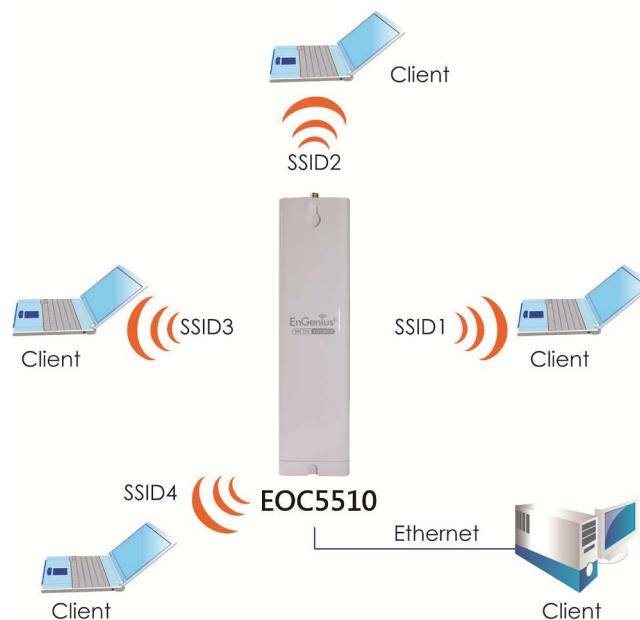 Client
SSID2
EnGenius®
SSID3
SSID1
Client
Client
SSID4
EOC5510
Ethernet
Client
Client